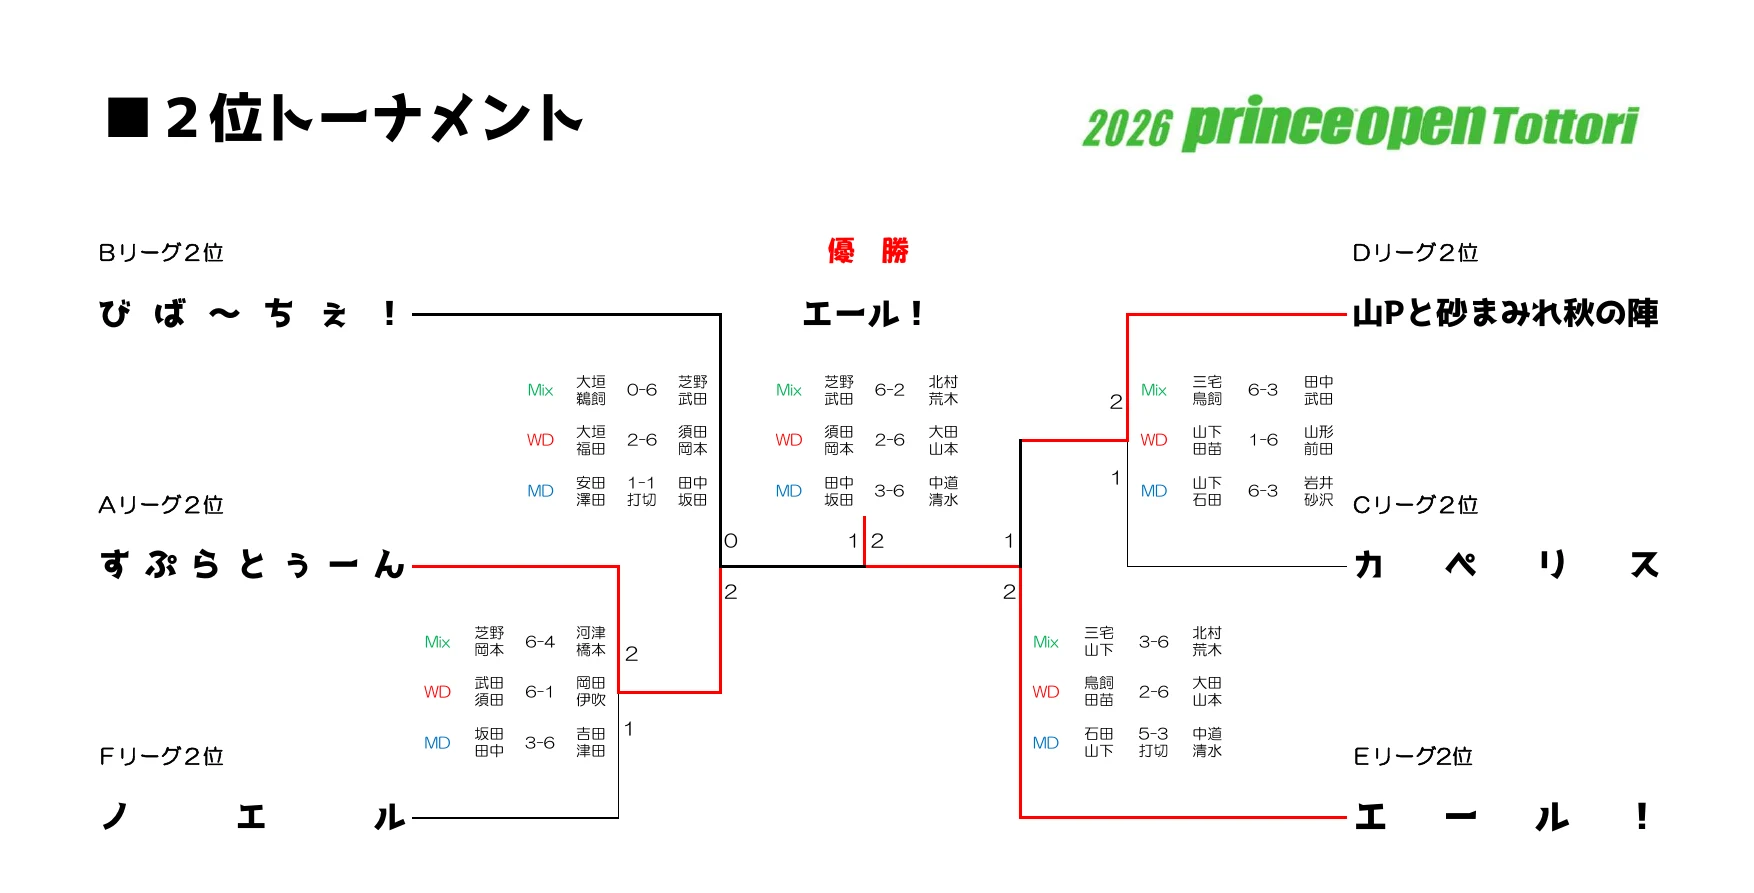 ■２位トーナメント
2026 prince open Tottori
Bリーグ２位
びば～ちぇ！
優勝
エール！
Dリーグ２位
山Pと砂まみれ秋の陣
Mix 大垣 鵜飼 0-6 芝野 武田
WD 大垣 福田 2-6 須田 岡本
MD 安田 澤田 1-1 打切 田中 坂田
Mix 芝野 武田 6-2 北村 荒木
WD 須田 岡本 2-6 大田 山本
MD 田中 坂田 3-6 中道 清水
2
1
Mix 三宅 鳥飼 6-3 田中 武田
WD 山下 田苗 1-6 山形 前田
MD 山下 石田 6-3 岩井 砂沢
Aリーグ２位
すぷらとぅーん
Cリーグ２位
カペリス
0
2
1 2
1
2
Mix 芝野 岡本 6-4 河津 橋本
WD 武田 須田 6-1 岡田 伊吹
MD 坂田 田中 3-6 吉田 津田
2
1
Mix 三宅 山下 3-6 北村 荒木
WD 鳥飼 田苗 2-6 大田 山本
MD 石田 山下 5-3 打切 中道 清水
Fリーグ２位
ノエル
Eリーグ2位
エール！